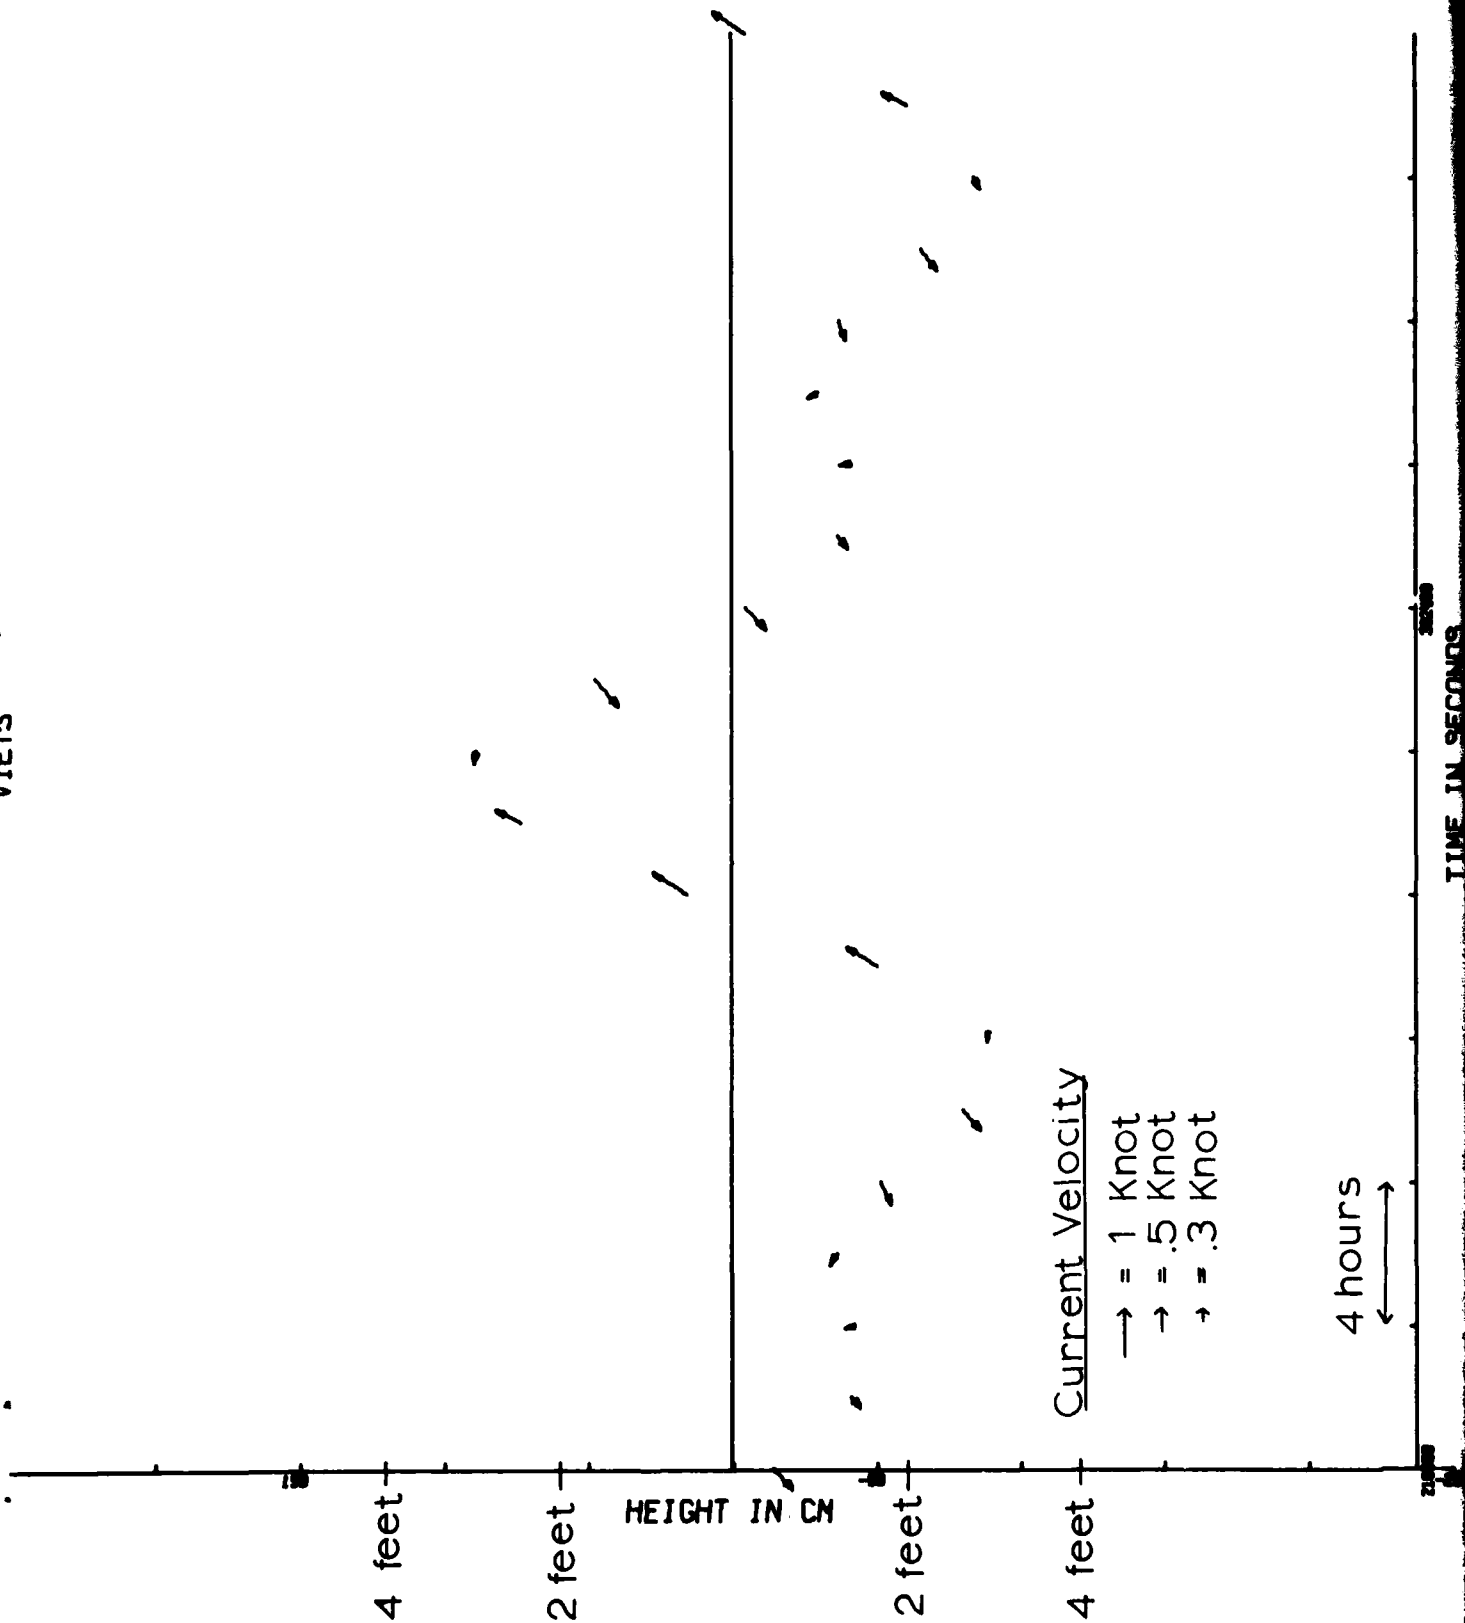 VIETS
4 feet
2 feet
HEIGHT IN CM
2 feet
4 feet
Current Velocity
→ = 1 Knot
→ = .5 Knot
→ = .3 Knot
4 hours
TIME IN SECONDS